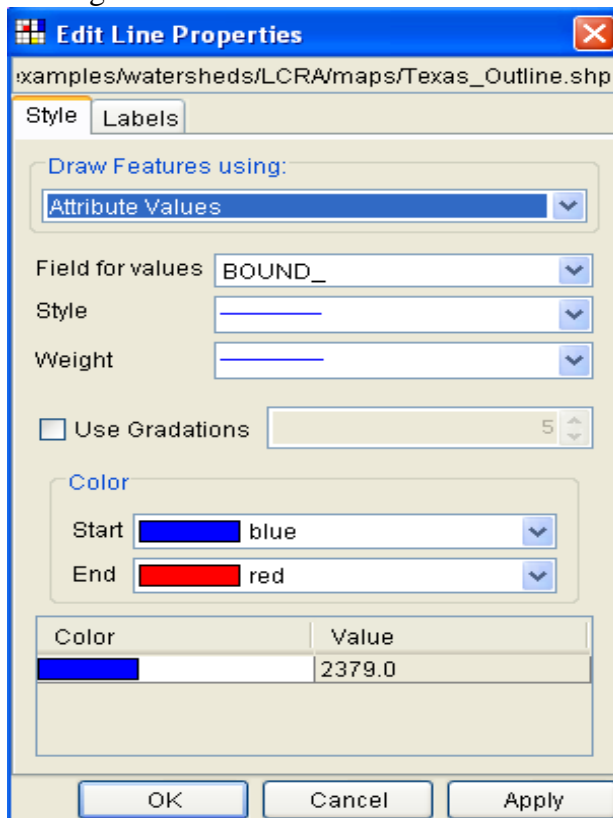 Edit Line Properties
xamples/watersheds/LCRA/maps/Texas_Outline.shp
Style Labels
Draw Features using:
Attribute Values
Field for values BOUND_
Style
Weight
Use Gradations 5
Color
Start blue
End red
Color Value
2379.0
OK Cancel Apply